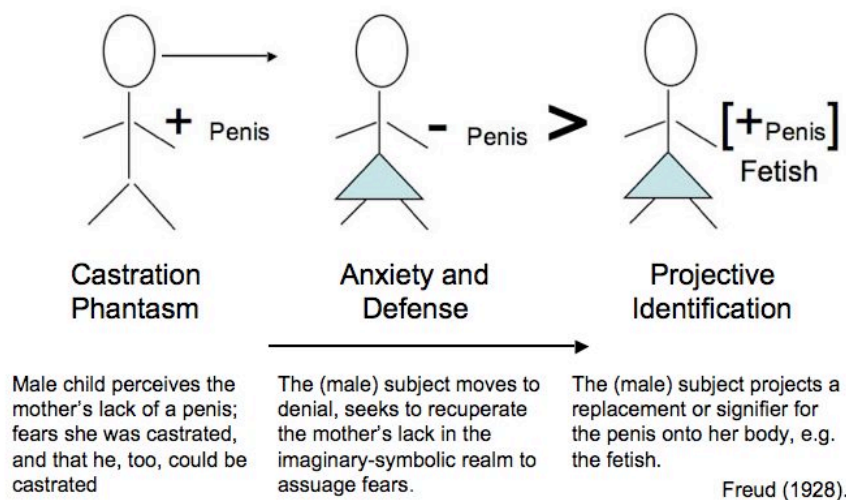 + Penis
- Penis
>
[+Penis]
Fetish
Castration
Phantasm
Anxiety and
Defense
Projective
Identification
Male child perceives the
mother's lack of a penis;
fears she was castrated,
and that he, too, could be
castrated
The (male) subject moves to
denial, seeks to recuperate
the mother's lack in the
imaginary-symbolic realm to
assuage fears.
The (male) subject projects a
replacement or signifier for
the penis onto her body, e.g.
the fetish.
Freud (1928).